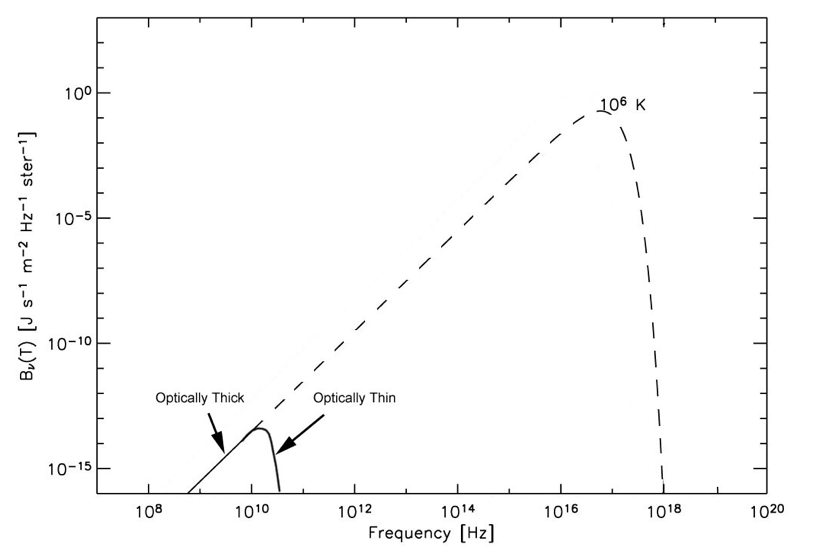 10⁰
10⁻⁵
10⁻¹⁰
10⁻¹⁵
Bν(T) [J s⁻¹ m⁻² Hz⁻¹ ster⁻¹]
10⁶ K
Optically Thick
Optically Thin
10⁸
10¹⁰
10¹²
10¹⁴
10¹⁶
10¹⁸
10²⁰
Frequency [Hz]